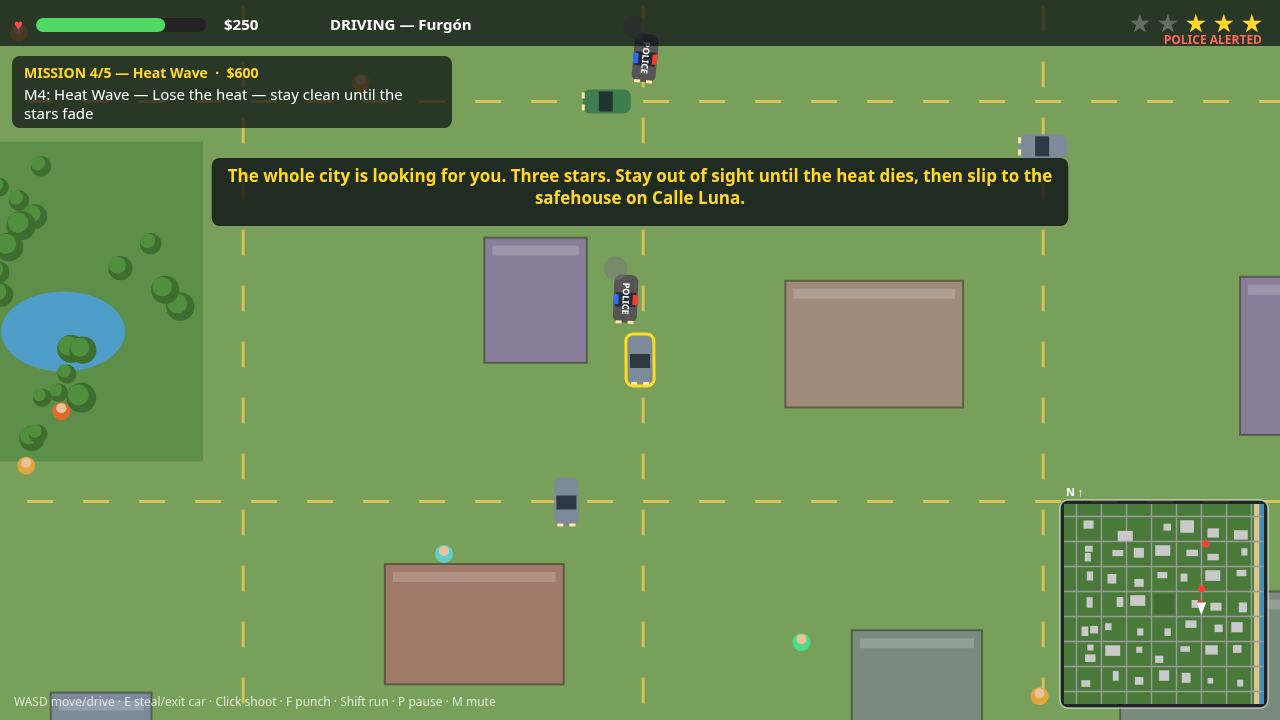 ♥ $250 DRIVING — Furgón ★ ★ ★ ★ ★
POLICE ALERTED
POLICE
MISSION 4/5 — Heat Wave · $600
M4: Heat Wave — Lose the heat — stay clean until the
stars fade
The whole city is looking for you. Three stars. Stay out of sight until the heat dies, then slip to the
safehouse on Calle Luna.
POLICE
N ↑
WASD move/drive · E steal/exit car · Click shoot · F punch · Shift run · P pause · M mute